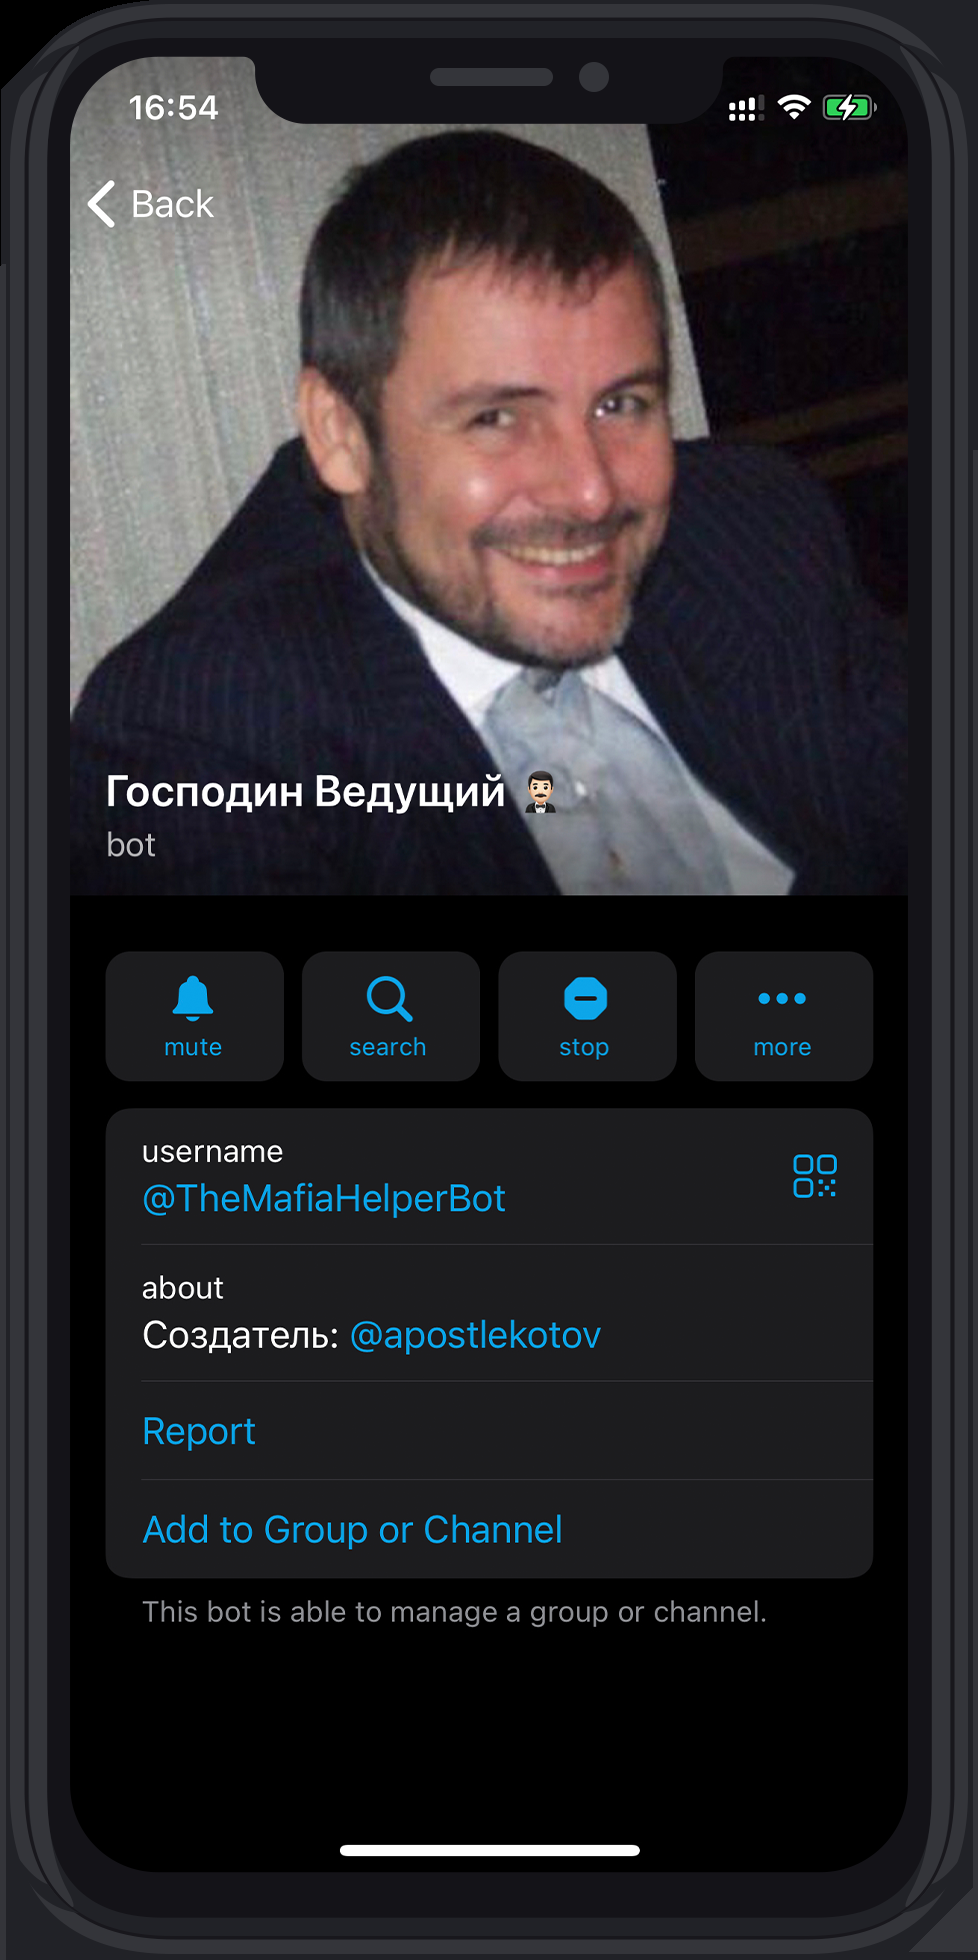 16:54
Back
Господин Ведущий 🤵🏻‍♂️
bot
mute
search
stop
more
username
@TheMafiaHelperBot
about
Создатель: @apostlekotov
Report
Add to Group or Channel
This bot is able to manage a group or channel.